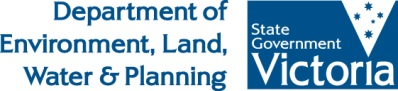 Department of
Environment, Land,
Water & Planning
State
Government
Victoria